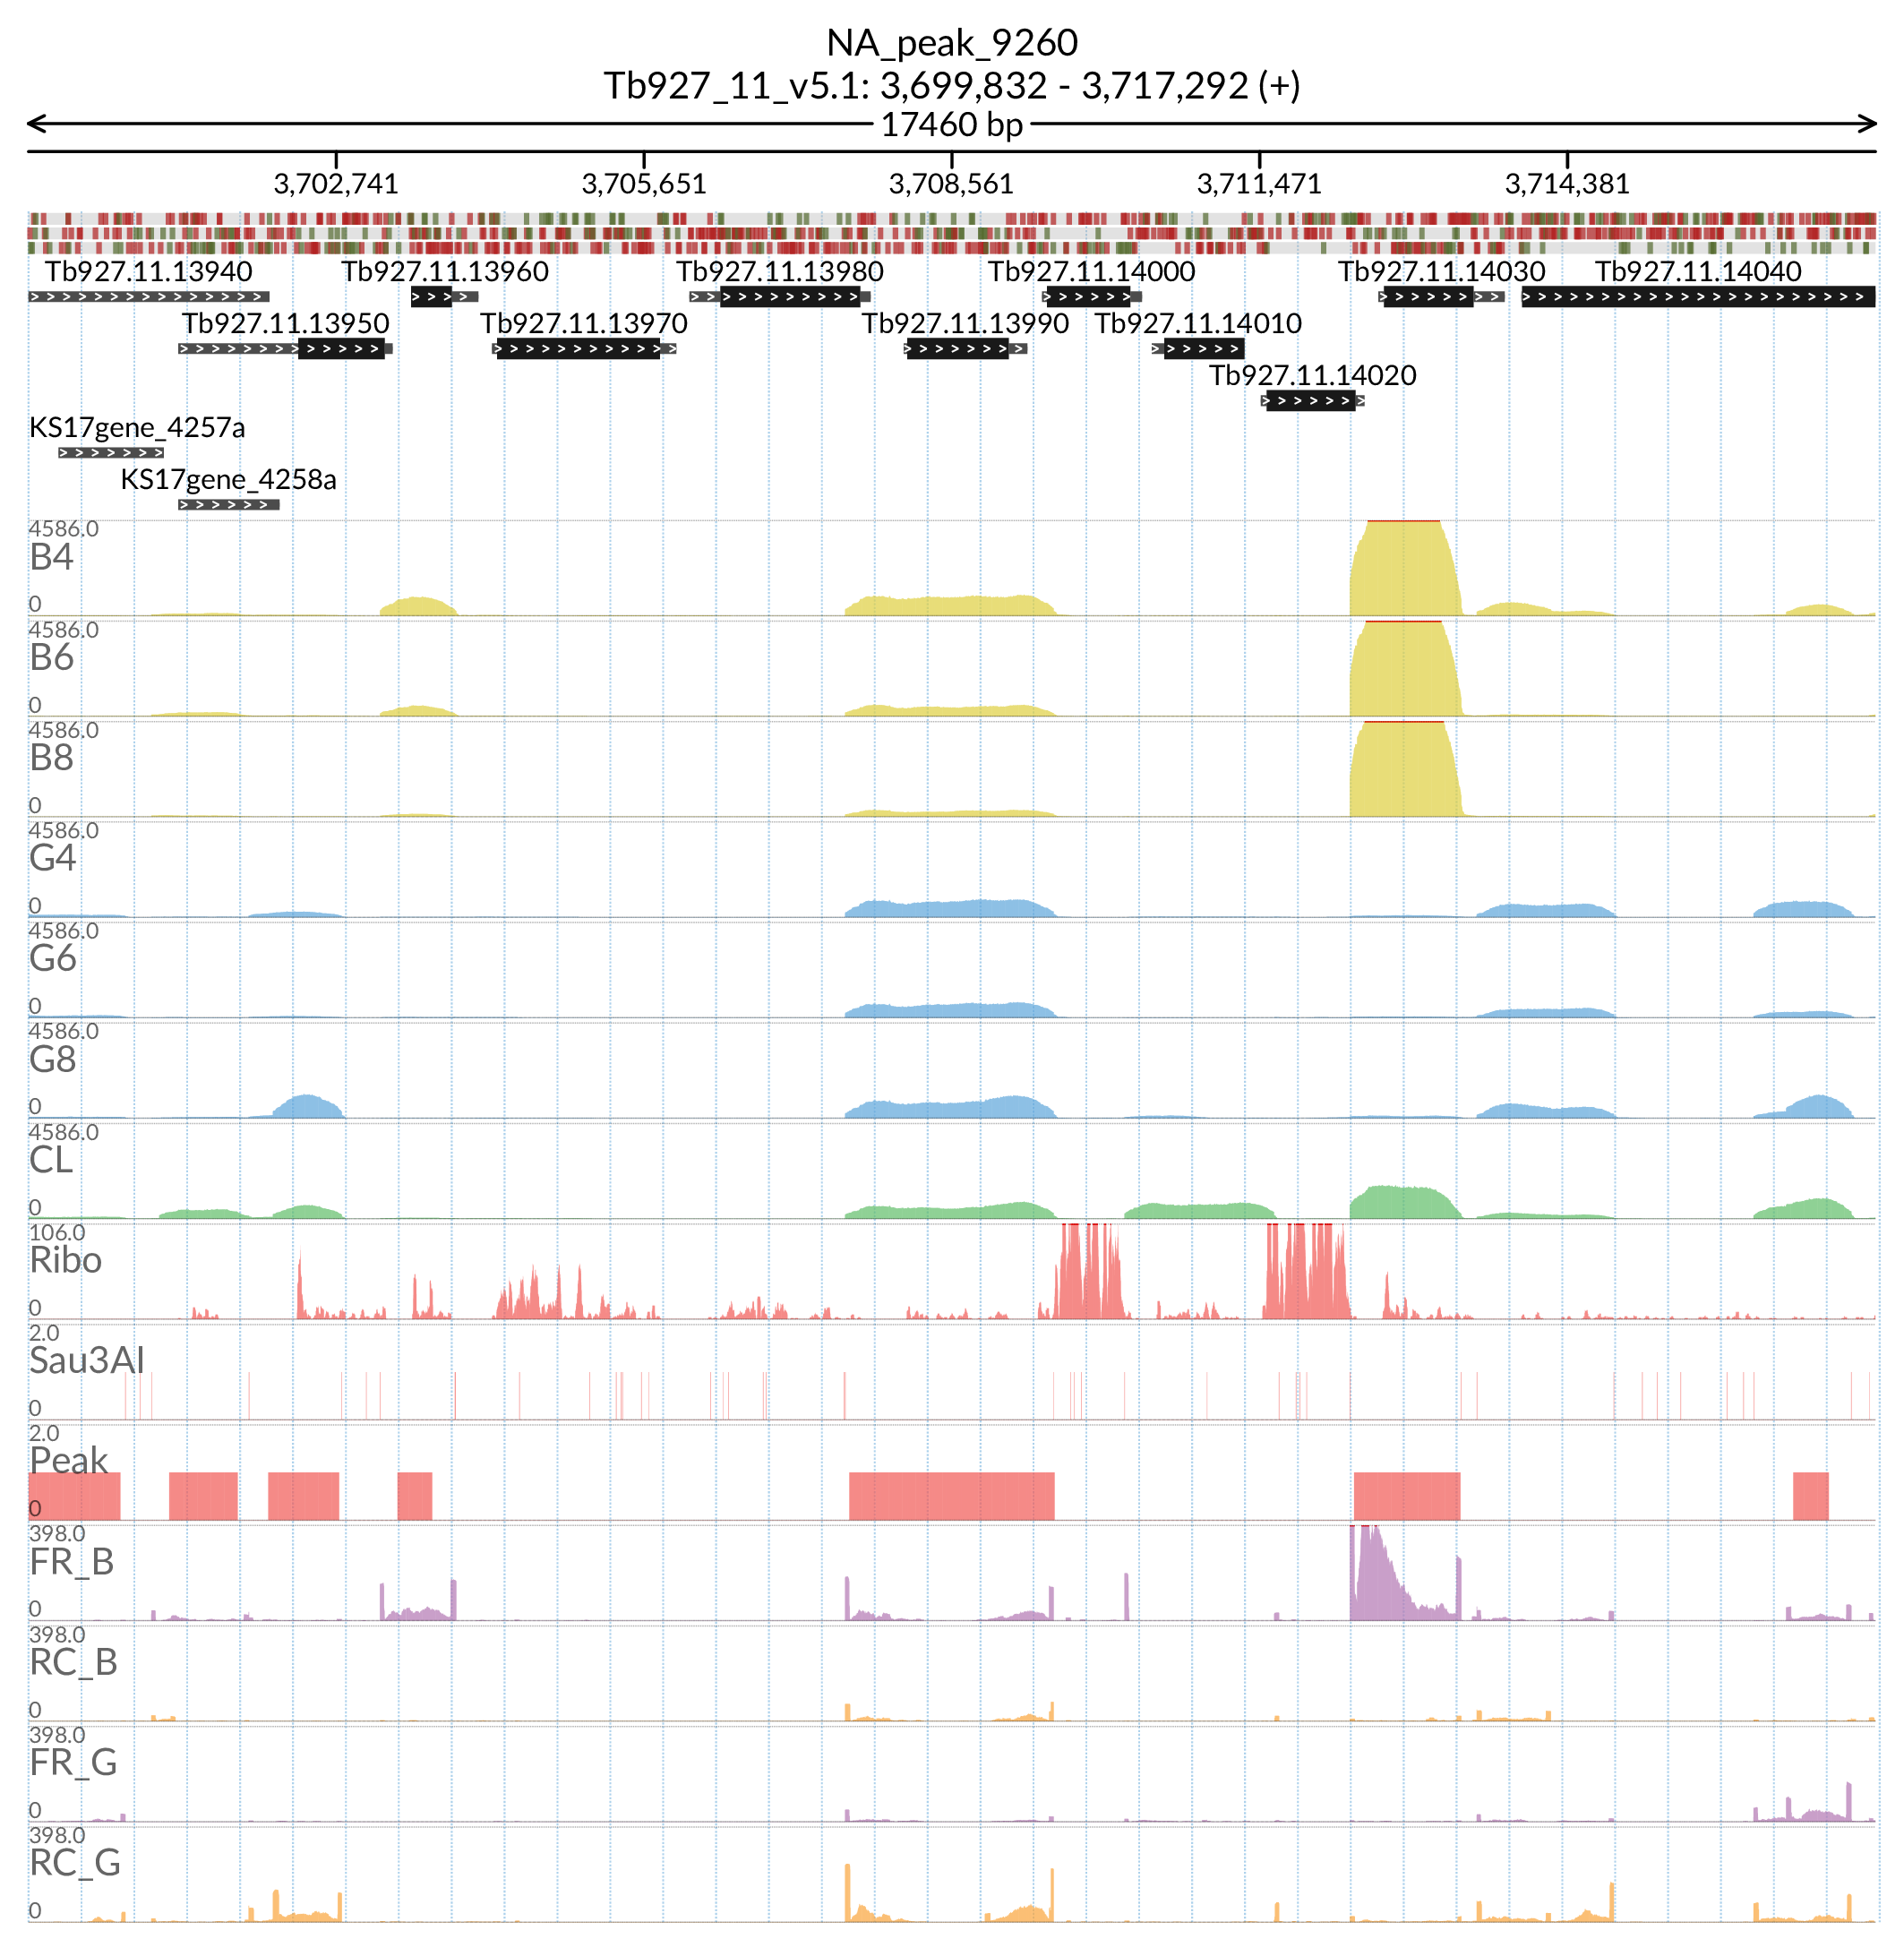 NA_peak_9260
Tb927_11_v5.1: 3,699,832 - 3,717,292 (+)
17460 bp
3,702,741 3,705,651 3,708,561 3,711,471 3,714,381
Tb927.11.13940 Tb927.11.13960 Tb927.11.13980 Tb927.11.14000 Tb927.11.14030 Tb927.11.14040
Tb927.11.13950 Tb927.11.13970 Tb927.11.13990 Tb927.11.14010
Tb927.11.14020
KS17gene_4257a
KS17gene_4258a
4586.0
B4
0
4586.0
B6
0
4586.0
B8
0
4586.0
G4
0
4586.0
G6
0
4586.0
G8
0
4586.0
CL
0
106.0
Ribo
0
2.0
Sau3AI
0
2.0
Peak
0
398.0
FR_B
0
398.0
RC_B
0
398.0
FR_G
0
398.0
RC_G
0